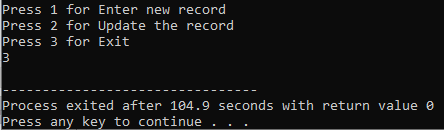 Press 1 for Enter new record
Press 2 for Update the record
Press 3 for Exit
3
--------------------------------
Process exited after 104.9 seconds with return value 0
Press any key to continue . . .